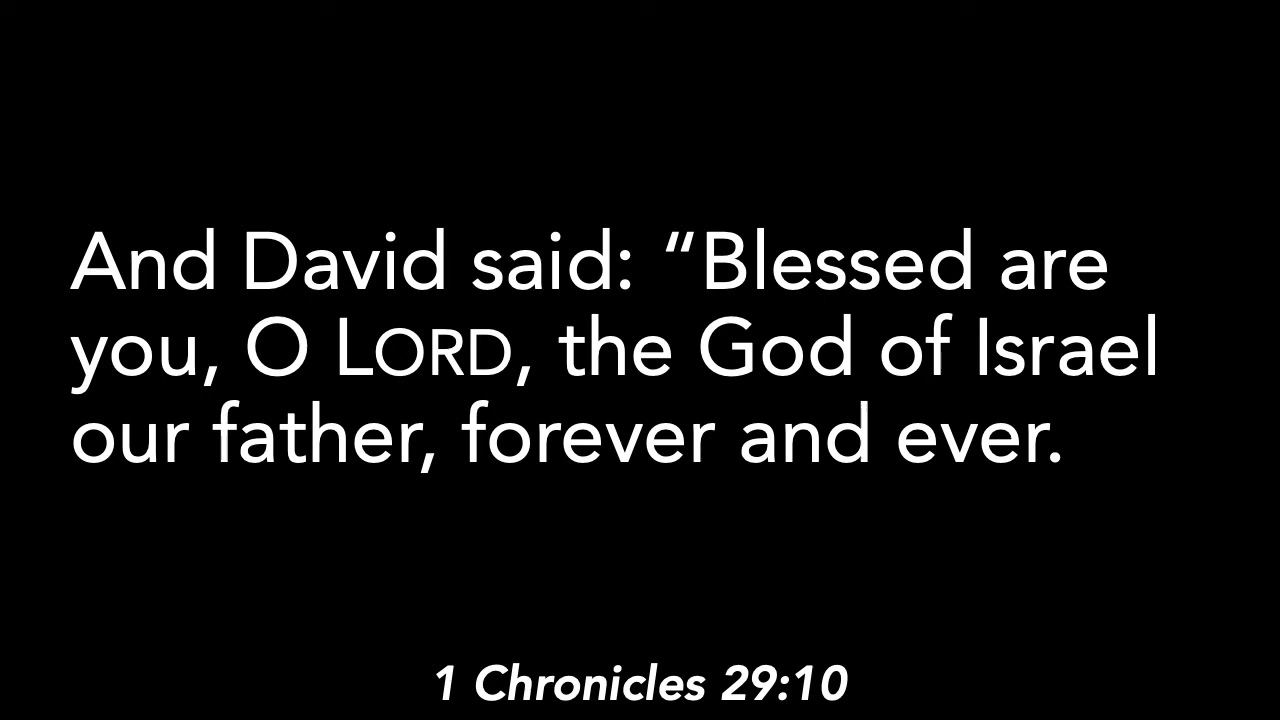 And David said: “Blessed are
you, O LORD, the God of Israel
our father, forever and ever.
1 Chronicles 29:10